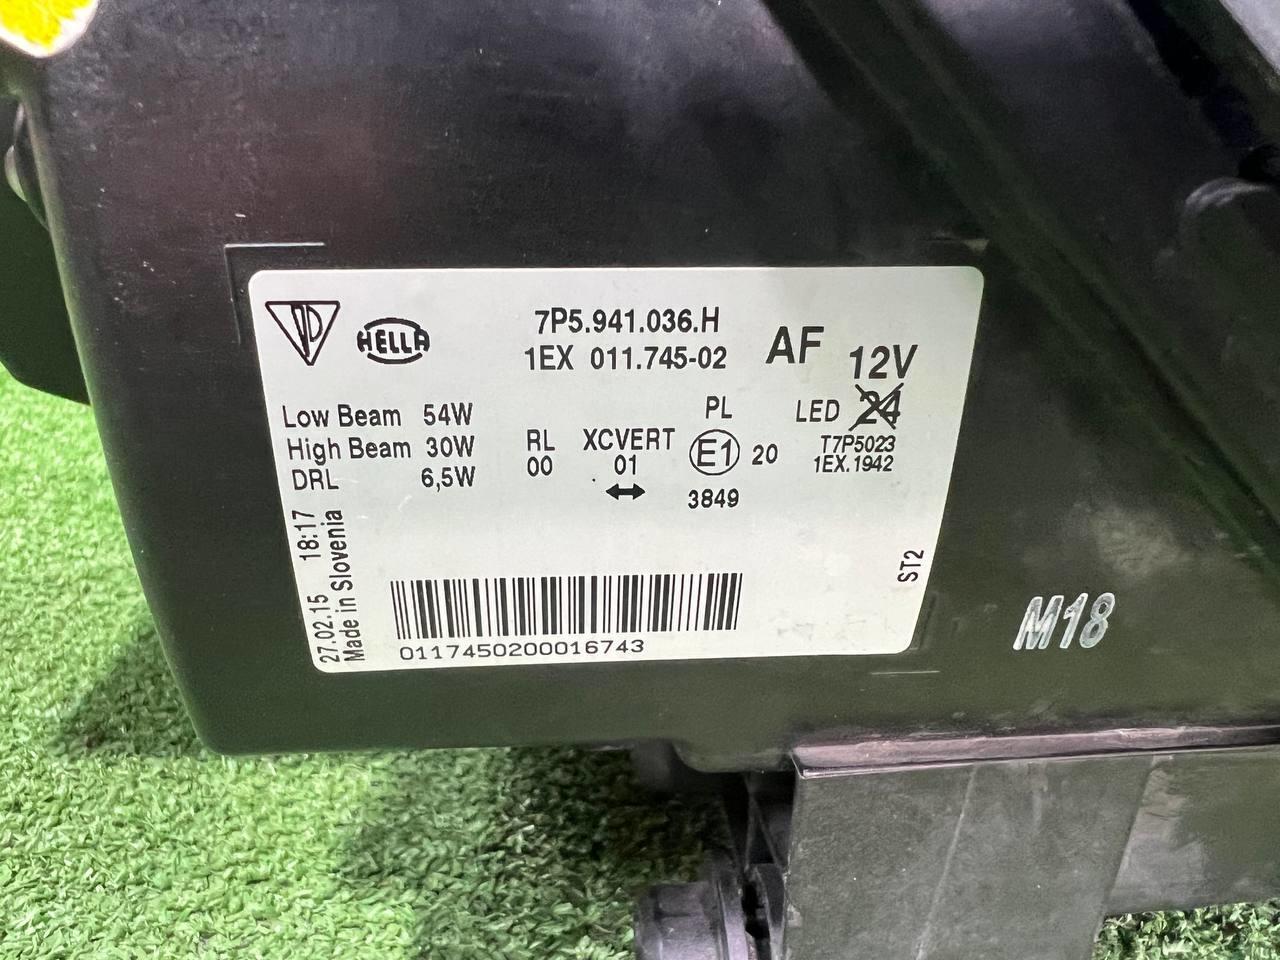 HELLA
7P5.941.036.H
1EX 011.745-02
AF
12V
Low Beam 54W
High Beam 30W
DRL 6,5W
RL
00
XCVERT
01
PL
E1 20
3849
LED 24
T7P5023
1EX.1942
27.02.15 18:17
Made in Slovenia
ST2
0117450200016743
M18